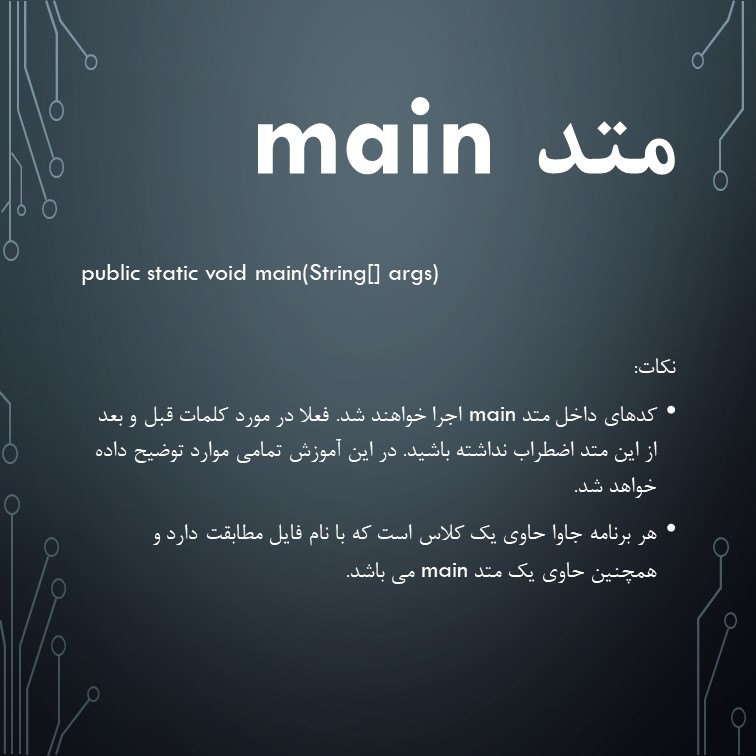 متد main
public static void main(String[] args)
نکات:
• کدهای داخل متد main اجرا خواهند شد. فعلا در مورد کلمات قبل و بعد
از این متد اضطراب نداشته باشید. در این آموزش تمامی موارد توضیح داده
خواهد شد.
• هر برنامه جاوا حاوی یک کلاس است که با نام فایل مطابقت دارد و
همچنین حاوی یک متد main می باشد.